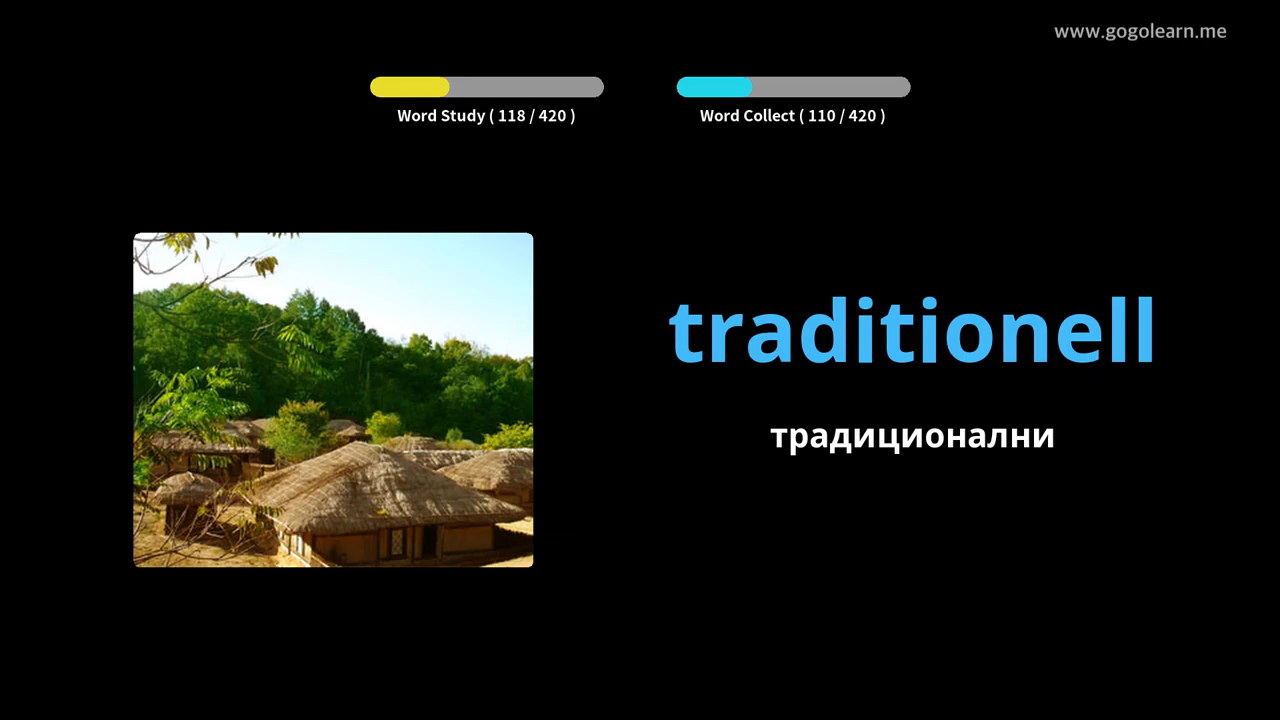 www.gogolearn.me
Word Study ( 118 / 420 )
Word Collect ( 110 / 420 )
traditionell
традиционални